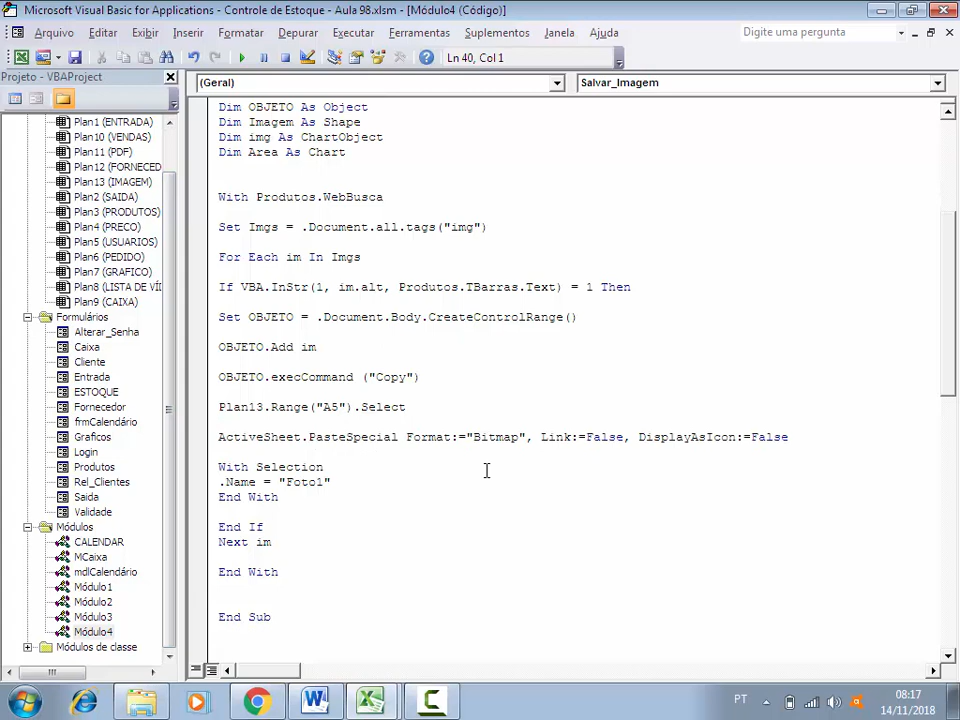 Microsoft Visual Basic for Applications - Controle de Estoque - Aula 98.xlsm - [Módulo4 (Código)]
Arquivo Editar Exibir Inserir Formatar Depurar Executar Ferramentas Suplementos Janela Ajuda
Digite uma pergunta
Ln 40, Col 1
Projeto - VBAProject
(Geral)
Salvar_Imagem
Plan1 (ENTRADA)
Plan10 (VENDAS)
Plan11 (PDF)
Plan12 (FORNECED
Plan13 (IMAGEM)
Plan2 (SAIDA)
Plan3 (PRODUTOS)
Plan4 (PRECO)
Plan5 (USUARIOS)
Plan6 (PEDIDO)
Plan7 (GRAFICO)
Plan8 (LISTA DE VÍ
Plan9 (CAIXA)
Formulários
Alterar_Senha
Caixa
Cliente
Entrada
ESTOQUE
Fornecedor
frmCalendário
Graficos
Login
Produtos
Rel_Clientes
Saida
Validade
Módulos
CALENDAR
MCaixa
mdlCalendário
Módulo1
Módulo2
Módulo3
Módulo4
Módulos de classe
Dim OBJETO As Object
Dim Imagem As Shape
Dim img As ChartObject
Dim Area As Chart
With Produtos.WebBusca
Set Imgs = .Document.all.tags("img")
For Each im In Imgs
If VBA.InStr(1, im.alt, Produtos.TBarras.Text) = 1 Then
Set OBJETO = .Document.Body.CreateControlRange()
OBJETO.Add im
OBJETO.execCommand ("Copy")
Plan13.Range("A5").Select
ActiveSheet.PasteSpecial Format:="Bitmap", Link:=False, DisplayAsIcon:=False
With Selection
.Name = "Foto1"
End With
End If
Next im
End With
End Sub
PT
08:17
14/11/2018